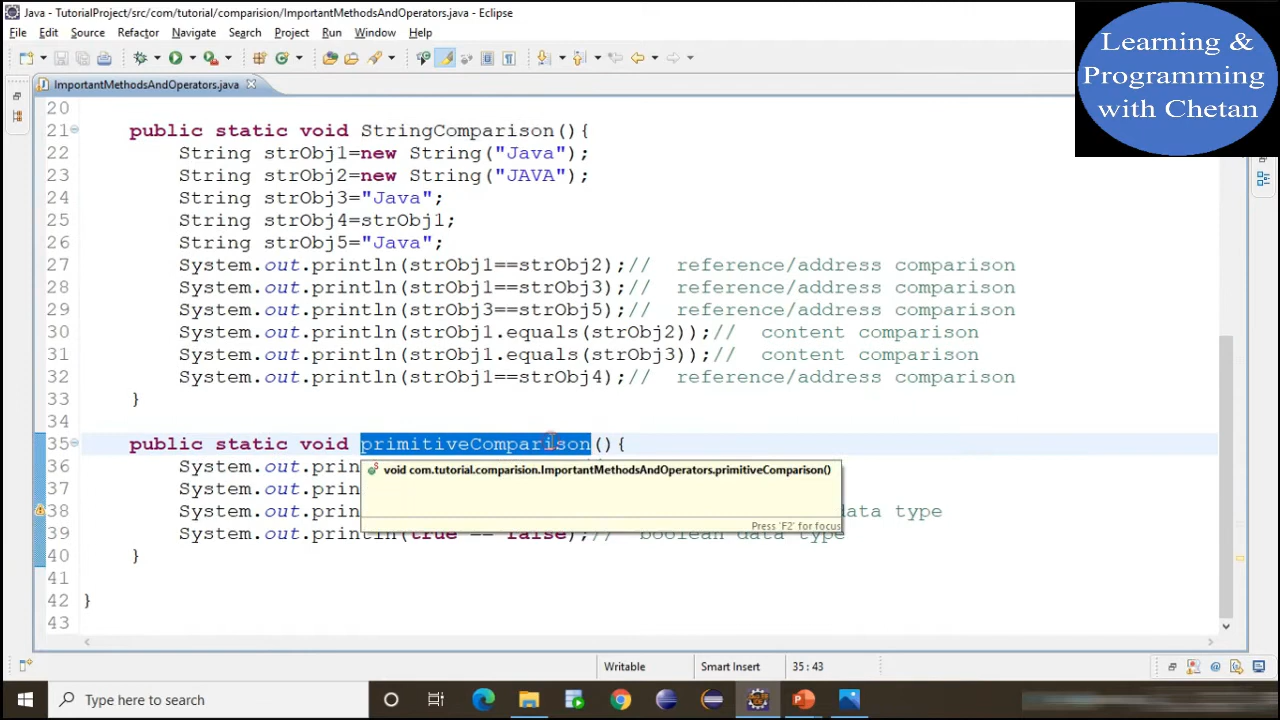 Java - TutorialProject/src/com/tutorial/comparision/ImportantMethodsAndOperators.java - Eclipse
File Edit Source Refactor Navigate Search Project Run Window Help
Learning &
Programming
with Chetan
ImportantMethodsAndOperators.java
20
21 public static void StringComparison(){
22 String strObj1=new String("Java");
23 String strObj2=new String("JAVA");
24 String strObj3="Java";
25 String strObj4=strObj1;
26 String strObj5="Java";
27 System.out.println(strObj1==strObj2);// reference/address comparison
28 System.out.println(strObj1==strObj3);// reference/address comparison
29 System.out.println(strObj3==strObj5);// reference/address comparison
30 System.out.println(strObj1.equals(strObj2));// content comparison
31 System.out.println(strObj1.equals(strObj3));// content comparison
32 System.out.println(strObj1==strObj4);// reference/address comparison
33 }
34
35 public static void primitiveComparison(){
36 System.out.prin
void com.tutorial.comparision.ImportantMethodsAndOperators.primitiveComparison()
37 System.out.prin
38 System.out.prin data type
Press 'F2' for focus
39 System.out.println(true == false);// boolean data type
40 }
41
42 }
43
Writable Smart Insert 35 : 43
Type here to search